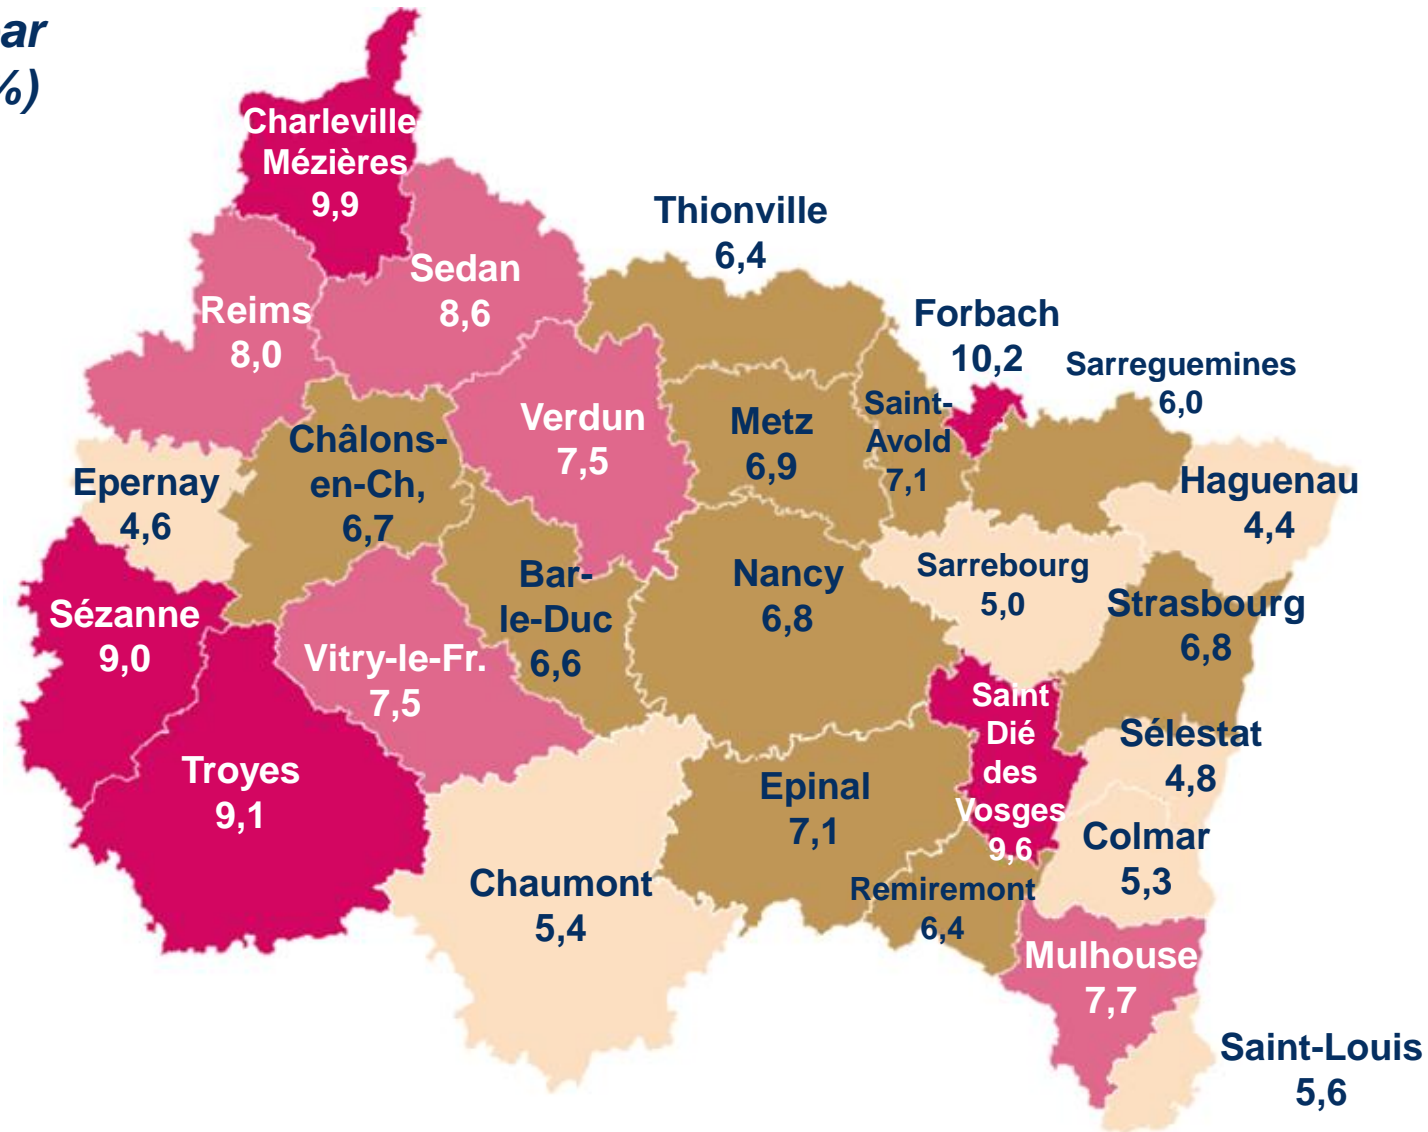 ar
%)
Charleville
Mézières
9,9
Thionville
6,4
Sedan
8,6
Reims
8,0
Forbach
10,2
Sarreguemines
6,0
Verdun
7,5
Metz
6,9
Saint-
Avold
7,1
Châlons-
en-Ch,
6,7
Epernay
4,6
Haguenau
4,4
Sarrebourg
5,0
Nancy
6,8
Bar-
le-Duc
6,6
Strasbourg
6,8
Sézanne
9,0
Vitry-le-Fr.
7,5
Saint
Dié
des
Vosges
9,6
Sélestat
4,8
Troyes
9,1
Epinal
7,1
Colmar
5,3
Chaumont
5,4
Remiremont
6,4
Mulhouse
7,7
Saint-Louis
5,6